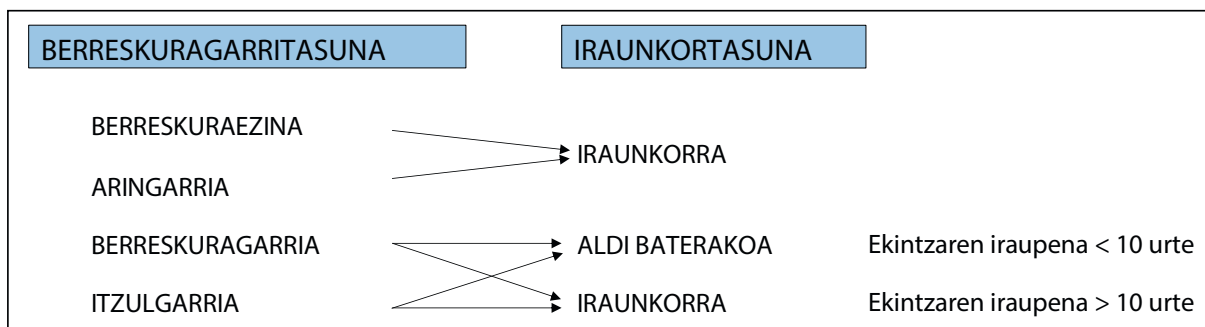 BERRESKURAGARRITASUNA IRAUNKORTASUNA
BERRESKURAEZINA
IRAUNKORRA
ARINGARRIA
BERRESKURAGARRIA ALDI BATERAKOA Ekintzaren iraupena < 10 urte
ITZULGARRIA IRAUNKORRA Ekintzaren iraupena > 10 urte